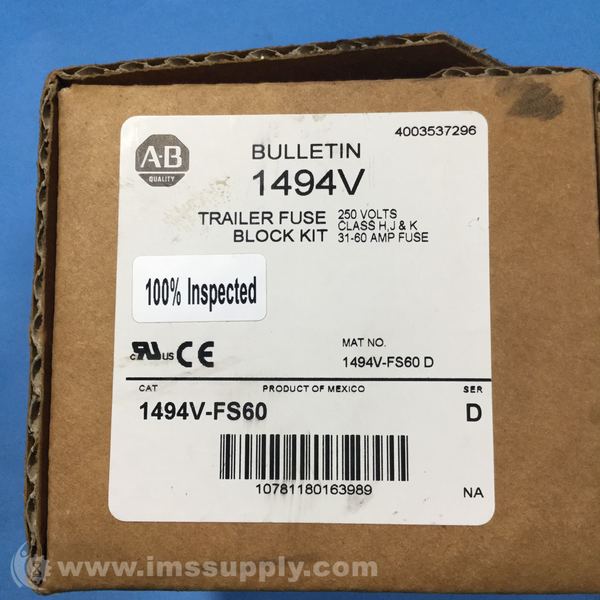 4003537296
A-B
QUALITY
BULLETIN
1494V
TRAILER FUSE
BLOCK KIT
250 VOLTS
CLASS H,J & K
31-60 AMP FUSE
100% Inspected
c UL us CE
MAT NO.
1494V-FS60 D
CAT
PRODUCT OF MEXICO
SER
1494V-FS60
D
10781180163989
NA
www.imssupply.com